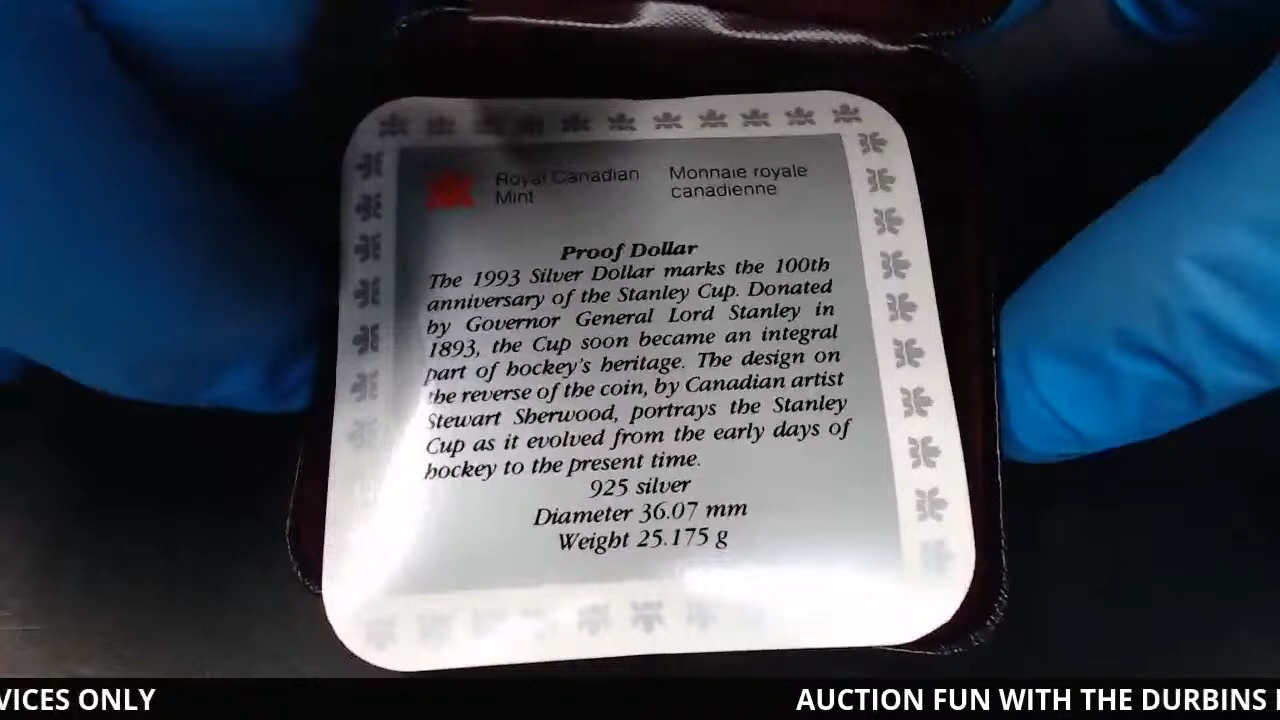 Royal Canadian Mint
Monnaie royale canadienne
Proof Dollar
The 1993 Silver Dollar marks the 100th
anniversary of the Stanley Cup. Donated
by Governor General Lord Stanley in
1893, the Cup soon became an integral
part of hockey's heritage. The design on
the reverse of the coin, by Canadian artist
Stewart Sherwood, portrays the Stanley
Cup as it evolved from the early days of
hockey to the present time.
925 silver
Diameter 36.07 mm
Weight 25.175 g
VICES ONLY
AUCTION FUN WITH THE DURBINS